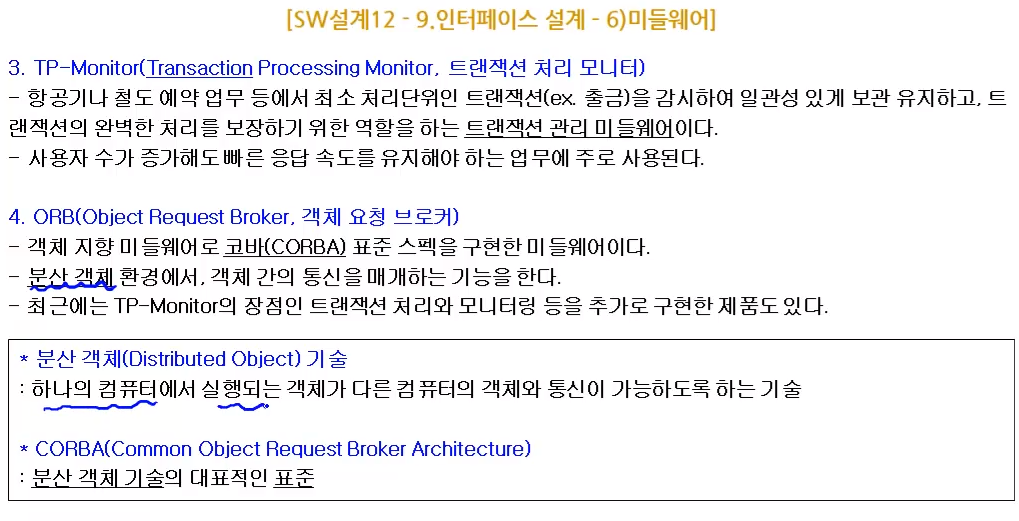 [SW설계12 - 9.인터페이스 설계 - 6)미들웨어]
3. TP-Monitor(Transaction Processing Monitor, 트랜잭션 처리 모니터)
- 항공기나 철도 예약 업무 등에서 최소 처리단위인 트랜잭션(ex. 출금)을 감시하여 일관성 있게 보관 유지하고, 트
랜잭션의 완벽한 처리를 보장하기 위한 역할을 하는 트랜잭션 관리 미들웨어이다.
- 사용자 수가 증가해도 빠른 응답 속도를 유지해야 하는 업무에 주로 사용된다.
4. ORB(Object Request Broker, 객체 요청 브로커)
- 객체 지향 미들웨어로 코바(CORBA) 표준 스펙을 구현한 미들웨어이다.
- 분산 객체 환경에서, 객체 간의 통신을 매개하는 기능을 한다.
- 최근에는 TP-Monitor의 장점인 트랜잭션 처리와 모니터링 등을 추가로 구현한 제품도 있다.
* 분산 객체(Distributed Object) 기술
: 하나의 컴퓨터에서 실행되는 객체가 다른 컴퓨터의 객체와 통신이 가능하도록 하는 기술
* CORBA(Common Object Request Broker Architecture)
: 분산 객체 기술의 대표적인 표준